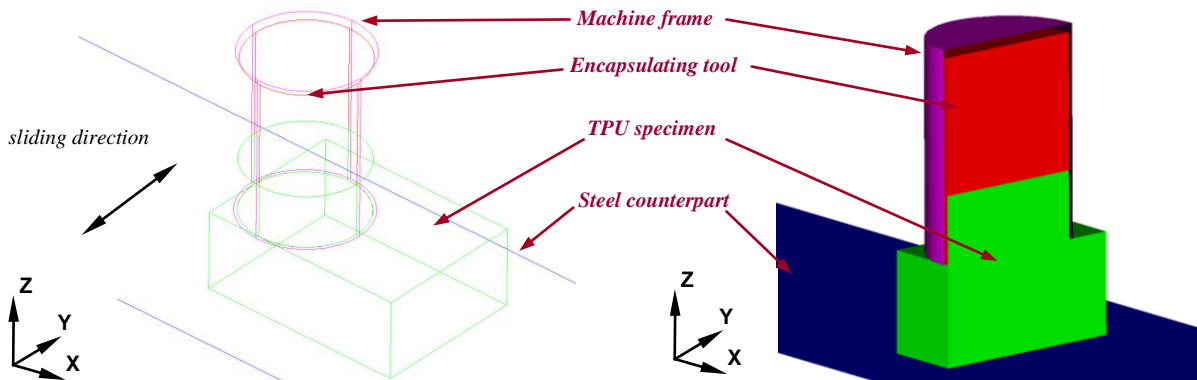 Machine frame
Encapsulating tool
sliding direction
TPU specimen
Steel counterpart
Z
Y
X
Z
Y
X